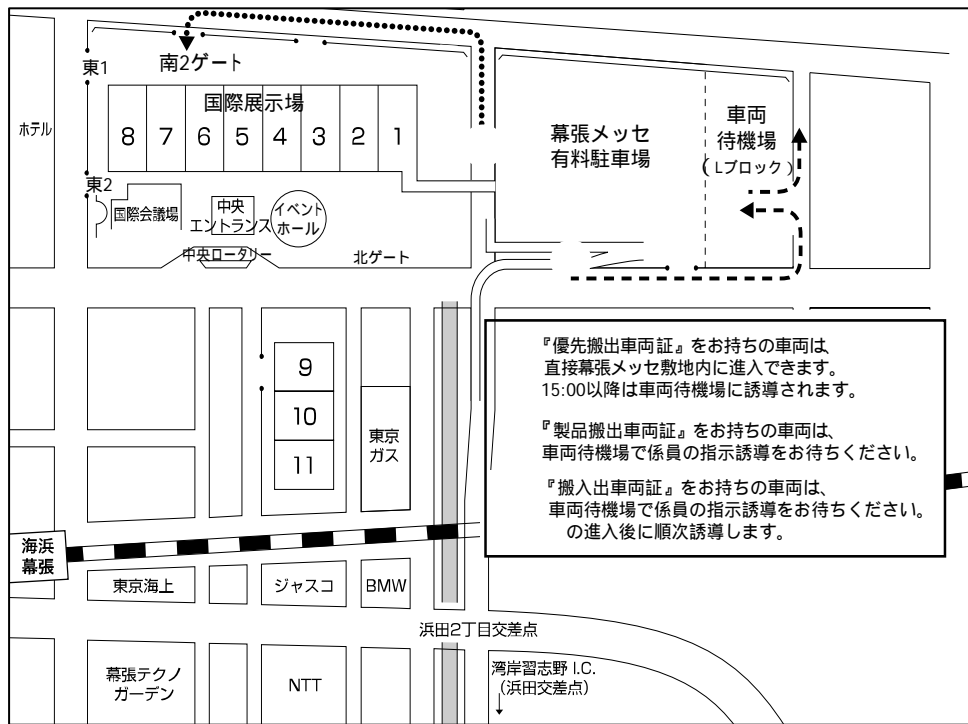 東1
南2ゲート
ホテル
国際展示場
8 7 6 5 4 3 2 1
幕張メッセ
有料駐車場
車両
待機場
(Lブロック)
東2
国際会議場
中央
エントランス
イベント
ホール
中央ロータリー
北ゲート
9
10
11
東京
ガス
『優先搬出車両証』をお持ちの車両は、
直接幕張メッセ敷地内に進入できます。
15:00以降は車両待機場に誘導されます。
『製品搬出車両証』をお持ちの車両は、
車両待機場で係員の指示誘導をお待ちください。
『搬入出車両証』をお持ちの車両は、
車両待機場で係員の指示誘導をお待ちください。
の進入後に順次誘導します。
海浜
幕張
東京海上
ジャスコ
BMW
浜田2丁目交差点
幕張テクノ
ガーデン
NTT
湾岸習志野 I.C.
(浜田交差点)